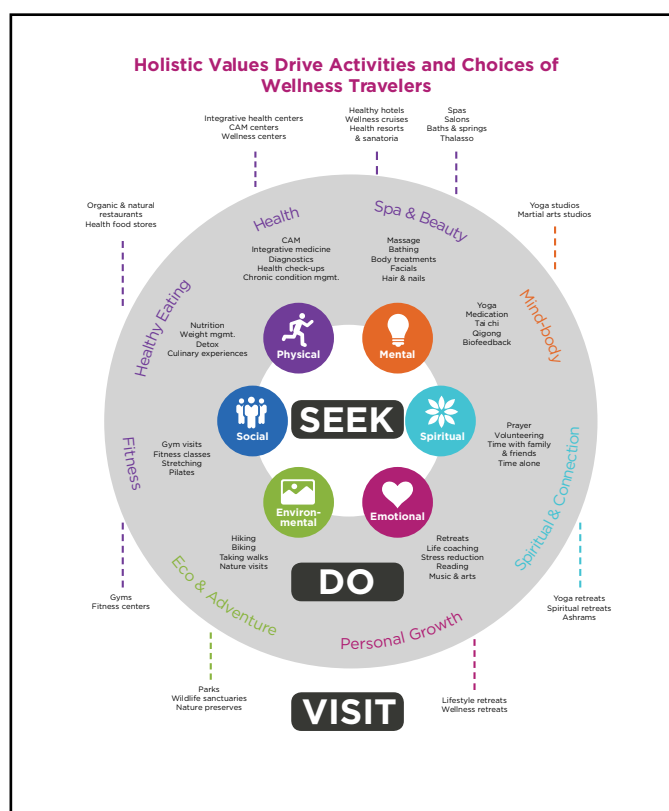 Holistic Values Drive Activities and Choices of
Wellness Travelers
Integrative health centers
CAM centers
Wellness centers
Healthy hotels
Wellness cruises
Health resorts
& sanatoria
Spas
Salons
Baths & springs
Thalasso
Organic & natural
restaurants
Health food stores
Yoga studios
Martial arts studios
Health
CAM
Integrative medicine
Diagnostics
Health check-ups
Chronic condition mgmt.
Spa & Beauty
Massage
Bathing
Body treatments
Facials
Hair & nails
Healthy Eating
Nutrition
Weight mgmt.
Detox
Culinary experiences
Mind-body
Yoga
Medication
Tai chi
Qigong
Biofeedback
Physical
Mental
Social
SEEK
Spiritual
Environ-
mental
Emotional
Fitness
Gym visits
Fitness classes
Stretching
Pilates
Spiritual & Connection
Prayer
Volunteering
Time with family
& friends
Time alone
Eco & Adventure
Hiking
Biking
Taking walks
Nature visits
DO
Personal Growth
Retreats
Life coaching
Stress reduction
Reading
Music & arts
Gyms
Fitness centers
Yoga retreats
Spiritual retreats
Ashrams
Parks
Wildlife sanctuaries
Nature preserves
VISIT
Lifestyle retreats
Wellness retreats